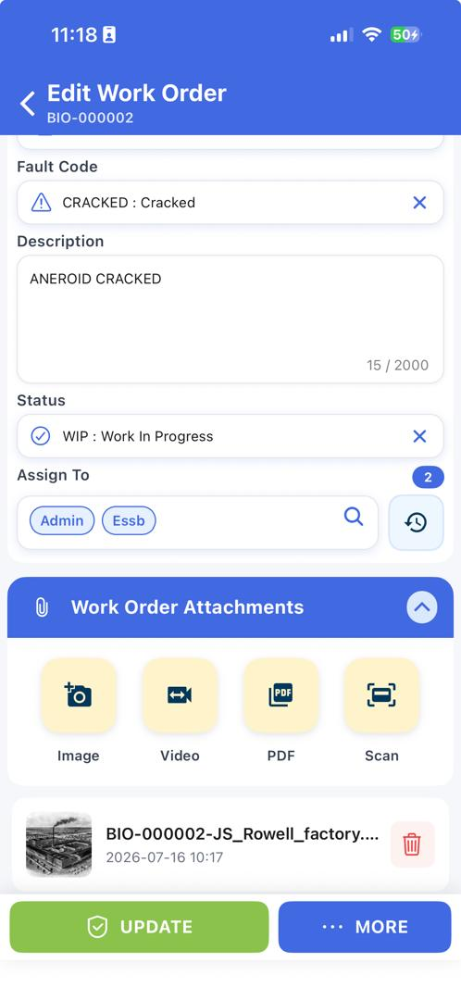 11:18
50
Edit Work Order
BIO-000002
Fault Code
CRACKED : Cracked
Description
ANEROID CRACKED
15 / 2000
Status
WIP : Work In Progress
Assign To
2
Admin Essb
Work Order Attachments
PDF
Image Video PDF Scan
BIO-000002-JS_Rowell_factory....
2026-07-16 10:17
UPDATE
··· MORE